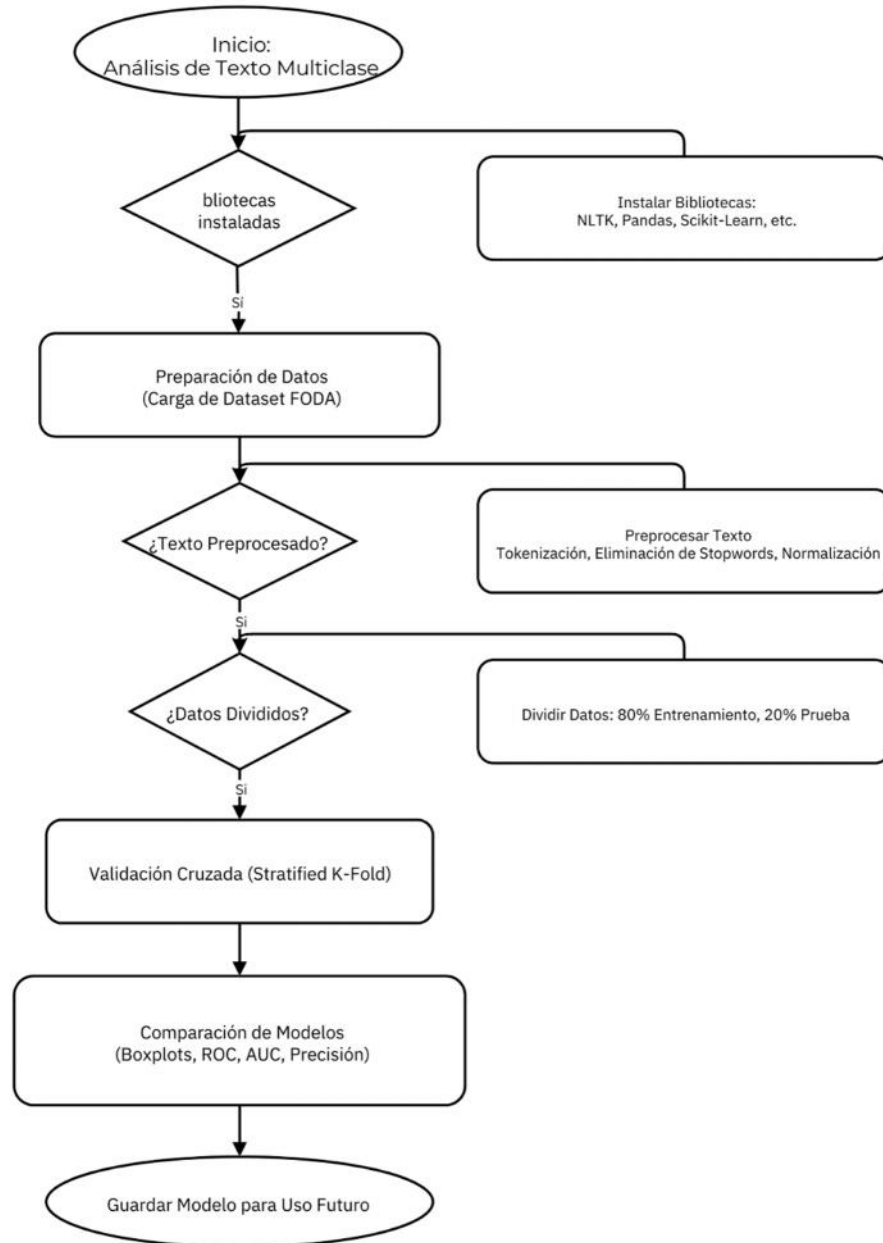 Inicio:
Análisis de Texto Multiclase
bliotecas
instaladas
Instalar Bibliotecas:
NLTK, Pandas, Scikit-Learn, etc.
Sí
Preparación de Datos
(Carga de Dataset FODA)
¿Texto Preprocesado?
Preprocesar Texto
Tokenización, Eliminación de Stopwords, Normalización
Si
¿Datos Divididos?
Dividir Datos: 80% Entrenamiento, 20% Prueba
Si
Validación Cruzada (Stratified K-Fold)
Comparación de Modelos
(Boxplots, ROC, AUC, Precisión)
Guardar Modelo para Uso Futuro